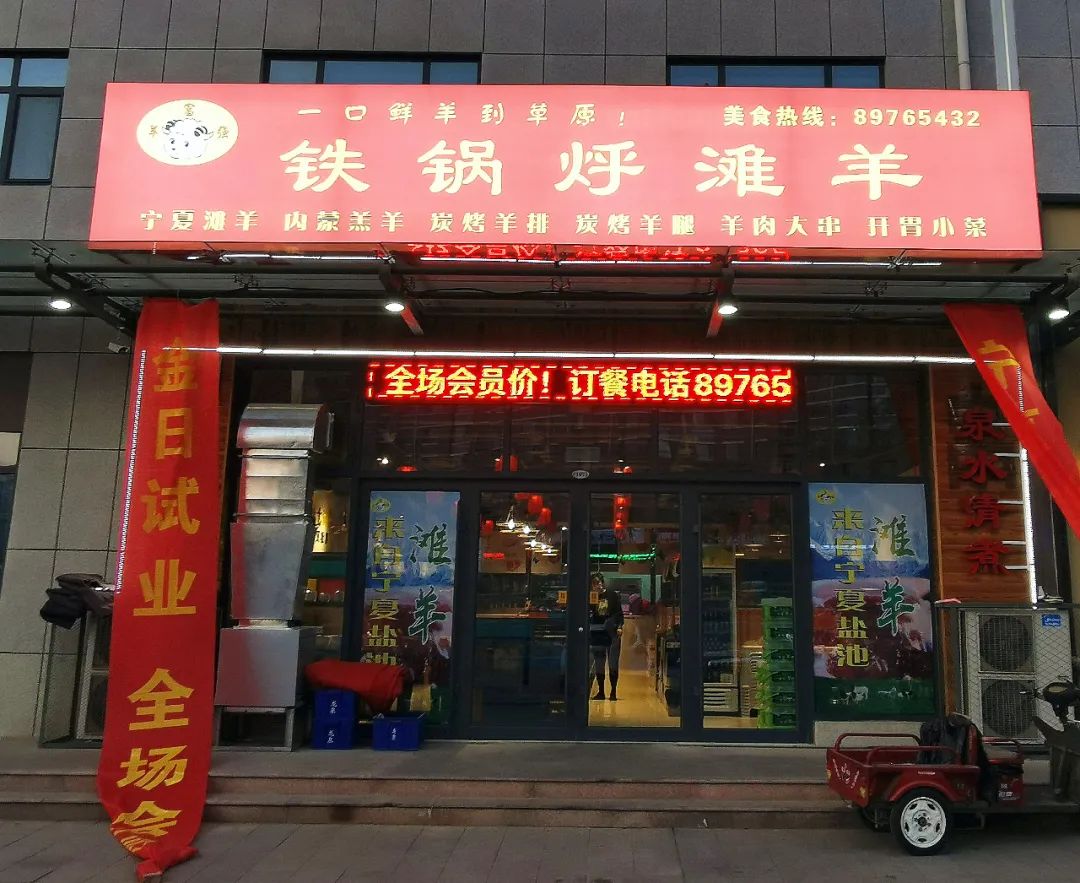 羊 富 强
一口鲜羊到草原！
美食热线：89765432
铁锅烀滩羊
宁夏滩羊 内蒙羔羊 炭烤羊排 炭烤羊腿 羊肉大串 开胃小菜
全场会员价！订餐电话89765
金日试业 全场会
来自宁夏盐池
滩羊
来自宁夏盐池
滩羊
泉水清煮